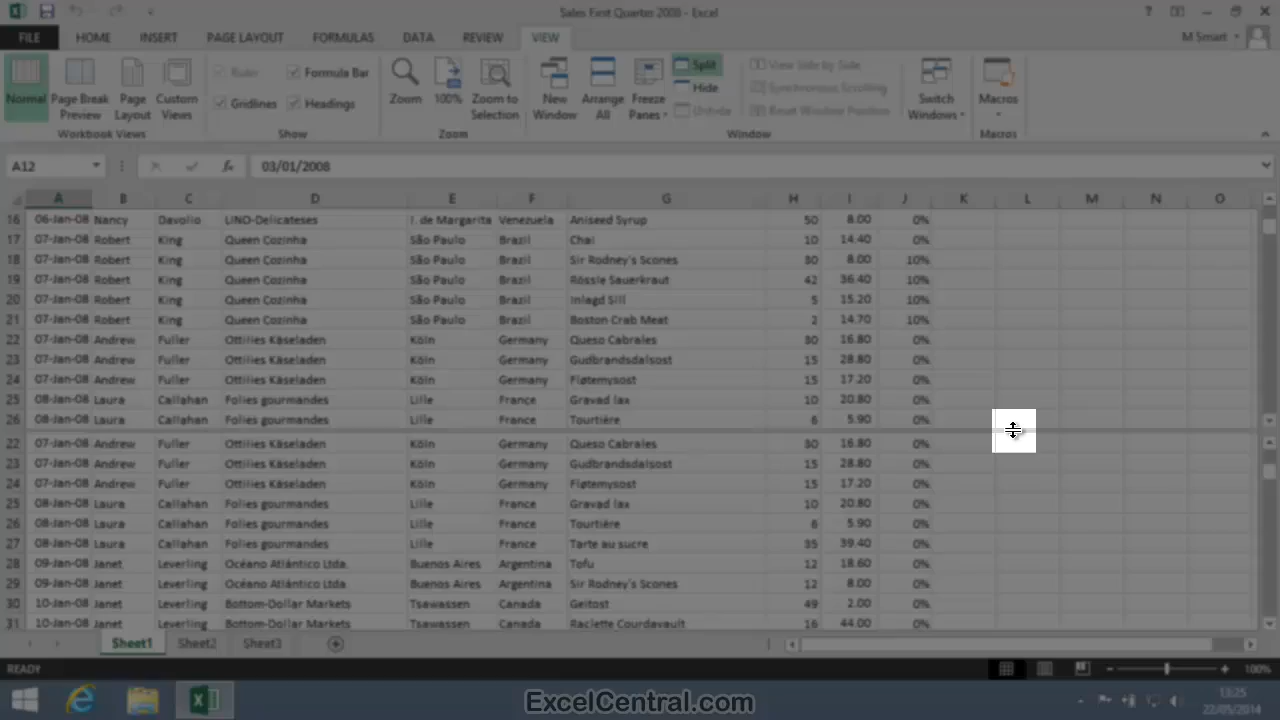 Sales First Quarter 2008 - Excel
FILE HOME INSERT PAGE LAYOUT FORMULAS DATA REVIEW VIEW M Smart
Normal Page Break Preview Page Layout Custom Views Ruler Formula Bar Gridlines Headings Zoom 100% Zoom to Selection New Window Arrange All Freeze Panes Split Hide Unhide View Side by Side Synchronous Scrolling Reset Window Position Switch Windows Macros
Workbook Views Show Zoom Window Macros
A12 fx 03/01/2008
A B C D E F G H I J K L M N O
16 06-Jan-08 Nancy Davolio LINO-Delicateses I. de Margarita Venezuela Aniseed Syrup 50 8.00 0%
17 07-Jan-08 Robert King Queen Cozinha São Paulo Brazil Chai 10 14.40 0%
18 07-Jan-08 Robert King Queen Cozinha São Paulo Brazil Sir Rodney's Scones 30 8.00 10%
19 07-Jan-08 Robert King Queen Cozinha São Paulo Brazil Rössle Sauerkraut 42 36.40 10%
20 07-Jan-08 Robert King Queen Cozinha São Paulo Brazil Inlagd Sill 5 15.20 10%
21 07-Jan-08 Robert King Queen Cozinha São Paulo Brazil Boston Crab Meat 2 14.70 10%
22 07-Jan-08 Andrew Fuller Ottilies Käseladen Köln Germany Queso Cabrales 30 16.80 0%
23 07-Jan-08 Andrew Fuller Ottilies Käseladen Köln Germany Gudbrandsdalsost 15 28.80 0%
24 07-Jan-08 Andrew Fuller Ottilies Käseladen Köln Germany Fløtemysost 15 17.20 0%
25 08-Jan-08 Laura Callahan Folies gourmandes Lille France Gravad lax 10 20.80 0%
26 08-Jan-08 Laura Callahan Folies gourmandes Lille France Tourtière 6 5.90 0%
22 07-Jan-08 Andrew Fuller Ottilies Käseladen Köln Germany Queso Cabrales 30 16.80 0%
23 07-Jan-08 Andrew Fuller Ottilies Käseladen Köln Germany Gudbrandsdalsost 15 28.80 0%
24 07-Jan-08 Andrew Fuller Ottilies Käseladen Köln Germany Fløtemysost 15 17.20 0%
25 08-Jan-08 Laura Callahan Folies gourmandes Lille France Gravad lax 10 20.80 0%
26 08-Jan-08 Laura Callahan Folies gourmandes Lille France Tourtière 6 5.90 0%
27 08-Jan-08 Laura Callahan Folies gourmandes Lille France Tarte au sucre 35 39.40 0%
28 09-Jan-08 Janet Leverling Océano Atlántico Ltda. Buenos Aires Argentina Tofu 12 18.60 0%
29 09-Jan-08 Janet Leverling Océano Atlántico Ltda. Buenos Aires Argentina Sir Rodney's Scones 12 8.00 0%
30 10-Jan-08 Janet Leverling Bottom-Dollar Markets Tsawassen Canada Geitost 49 2.00 0%
31 10-Jan-08 Janet Leverling Bottom-Dollar Markets Tsawassen Canada Raclette Courdavault 16 44.00 0%
Sheet1 Sheet2 Sheet3
READY 100%
ExcelCentral.com
13:25
22/05/2014